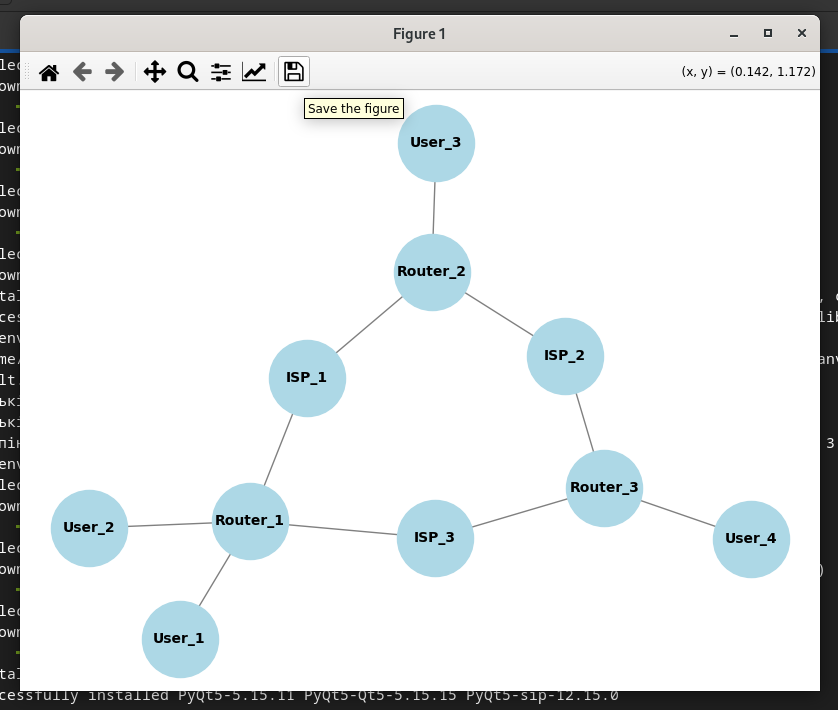 Figure 1
(x, y) = (0.142, 1.172)
Save the figure
User_3
Router_2
ISP_2
ISP_1
Router_3
Router_1
User_2
ISP_3
User_4
User_1
cessfully installed PyQt5-5.15.11 PyQt5-Qt5-5.15.15 PyQt5-sip-12.15.0